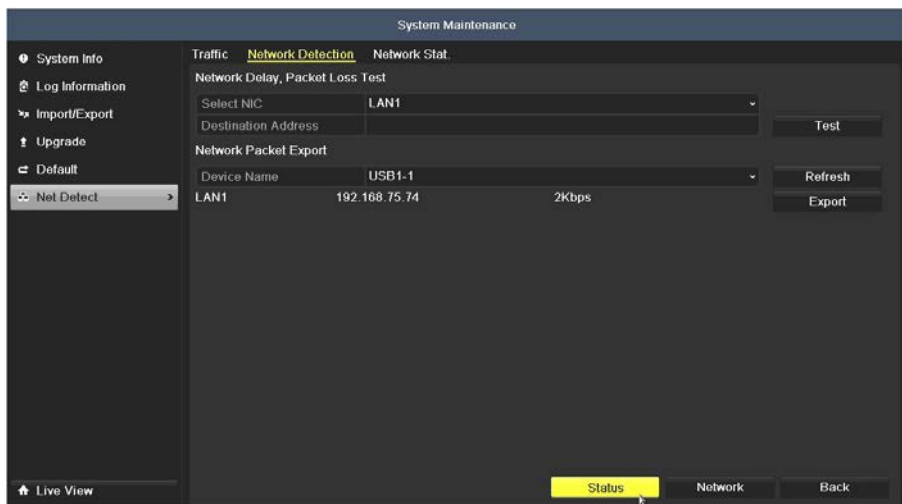 System Maintenance
System Info
Log Information
Import/Export
Upgrade
Default
Net Detect >
Live View
Traffic Network Detection Network Stat.
Network Delay, Packet Loss Test
Select NIC LAN1
Destination Address Test
Network Packet Export
Device Name USB1-1 Refresh
LAN1 192.168.75.74 2Kbps Export
Status Network Back